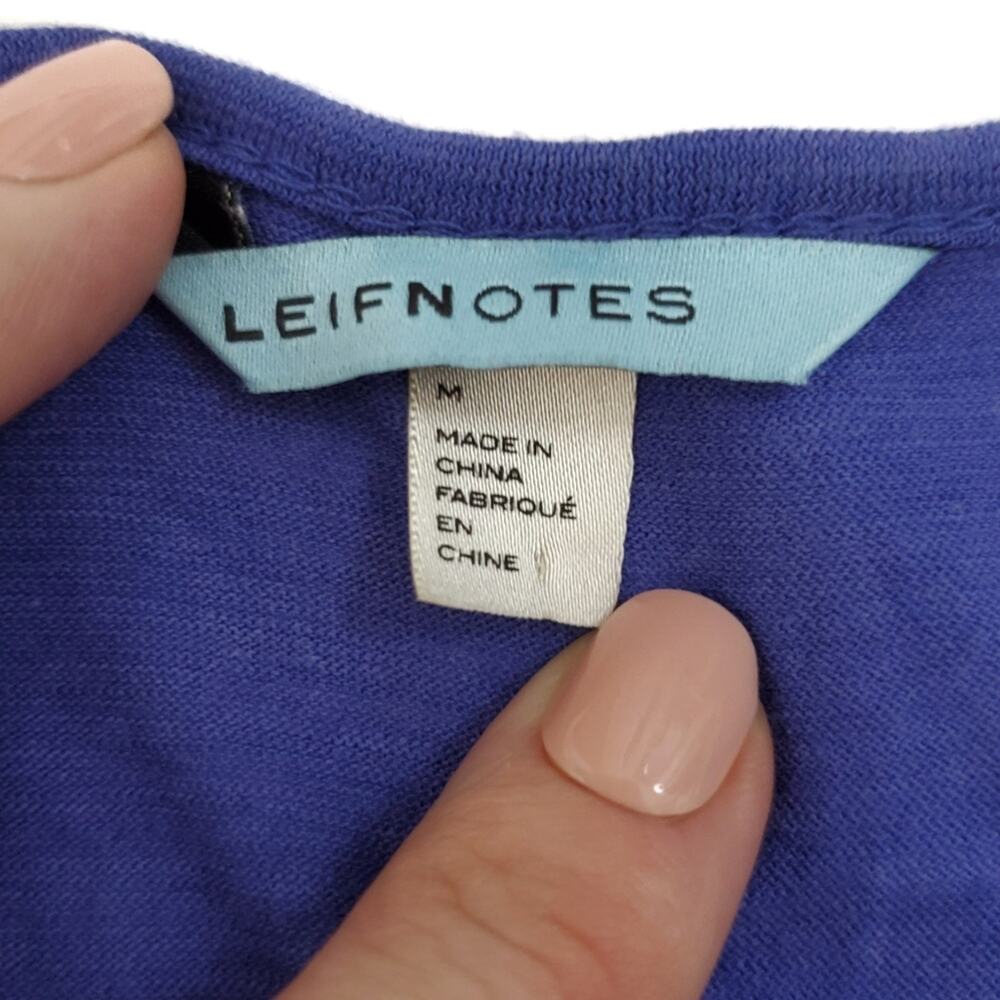 LEIFNOTES
M
MADE IN
CHINA
FABRIQUÉ
EN
CHINE